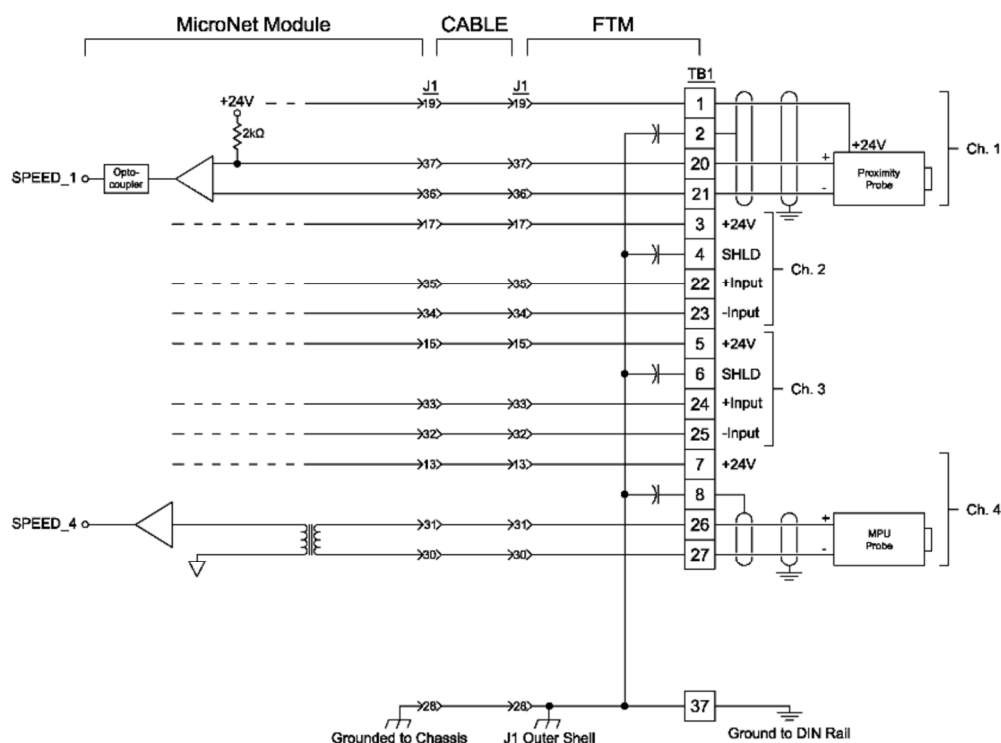 MicroNet Module CABLE FTM
J1 J1 TB1
+24V 19 19 1
2kΩ 2 +24V Ch. 1
SPEED_1 Opto-coupler 37 37 20 + Proximity Probe
36 36 21 -
17 17 3 +24V
4 SHLD Ch. 2
35 35 22 +Input
34 34 23 -Input
15 15 5 +24V
6 SHLD Ch. 3
33 33 24 +Input
32 32 25 -Input
13 13 7 +24V
8 Ch. 4
SPEED_4 31 31 26 + MPU Probe
30 30 27 -
28 28 37
Grounded to Chassis J1 Outer Shell Ground to DIN Rail